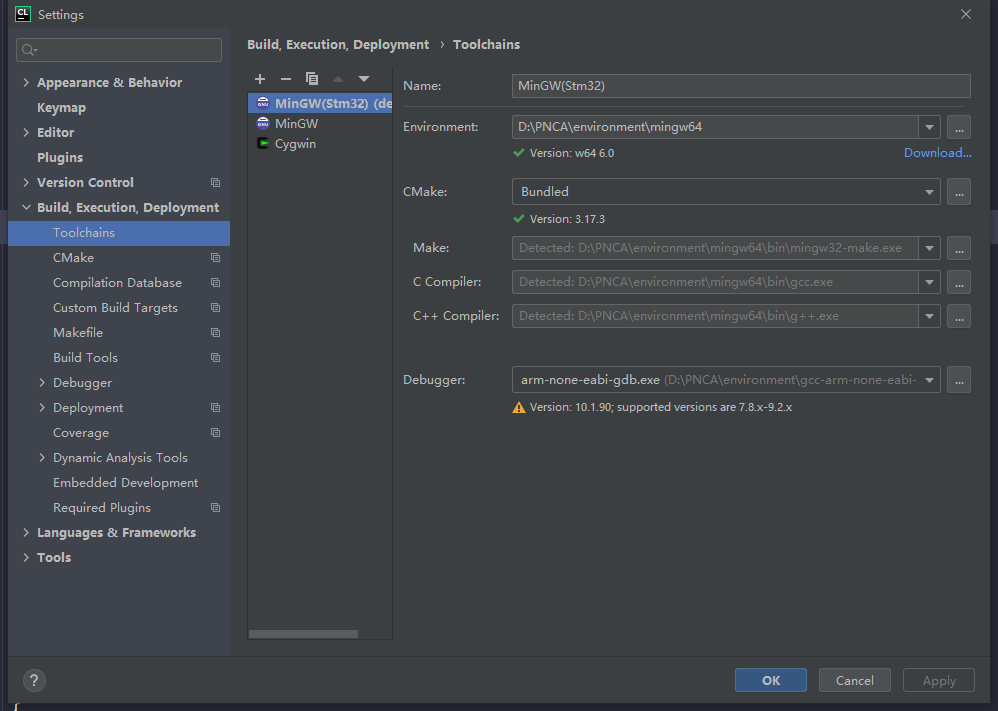 CL Settings
Build, Execution, Deployment › Toolchains
Appearance & Behavior
Keymap
Editor
Plugins
Version Control
Build, Execution, Deployment
Toolchains
CMake
Compilation Database
Custom Build Targets
Makefile
Build Tools
Debugger
Deployment
Coverage
Dynamic Analysis Tools
Embedded Development
Required Plugins
Languages & Frameworks
Tools
MinGW(Stm32) (de
MinGW
Cygwin
Name: MinGW(Stm32)
Environment: D:\PNCA\environment\mingw64 ...
Version: w64 6.0 Download...
CMake: Bundled ...
Version: 3.17.3
Make: Detected: D:\PNCA\environment\mingw64\bin\mingw32-make.exe ...
C Compiler: Detected: D:\PNCA\environment\mingw64\bin\gcc.exe ...
C++ Compiler: Detected: D:\PNCA\environment\mingw64\bin\g++.exe ...
Debugger: arm-none-eabi-gdb.exe (D:\PNCA\environment\gcc-arm-none-eabi- ...
Version: 10.1.90; supported versions are 7.8.x-9.2.x
? OK Cancel Apply